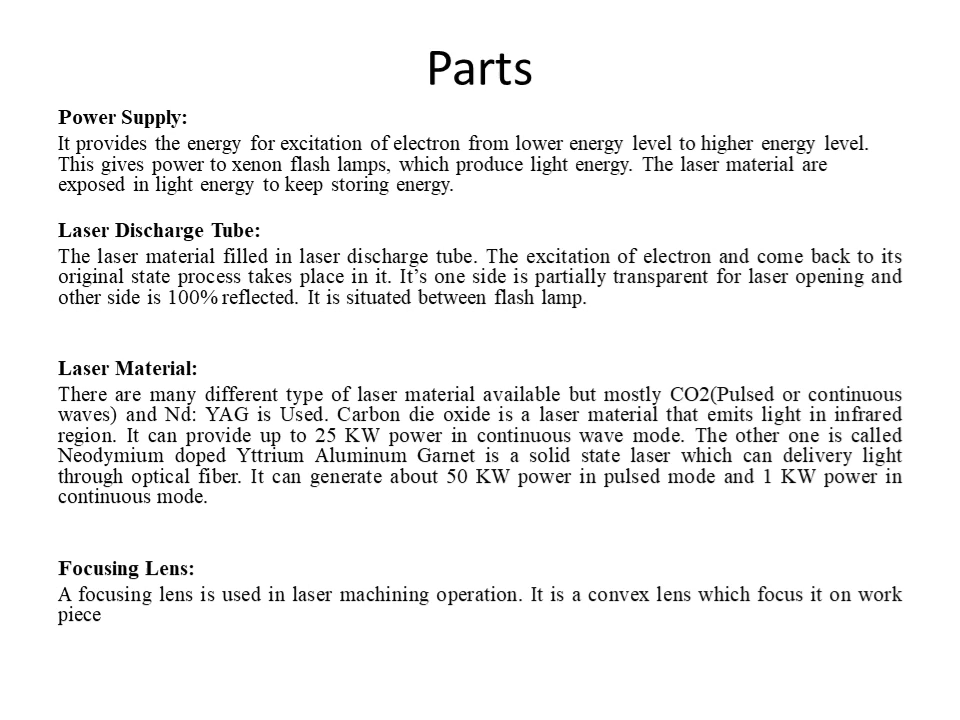 Parts
Power Supply:
It provides the energy for excitation of electron from lower energy level to higher energy level.
This gives power to xenon flash lamps, which produce light energy. The laser material are
exposed in light energy to keep storing energy.
Laser Discharge Tube:
The laser material filled in laser discharge tube. The excitation of electron and come back to its
original state process takes place in it. It’s one side is partially transparent for laser opening and
other side is 100% reflected. It is situated between flash lamp.
Laser Material:
There are many different type of laser material available but mostly CO2(Pulsed or continuous
waves) and Nd: YAG is Used. Carbon die oxide is a laser material that emits light in infrared
region. It can provide up to 25 KW power in continuous wave mode. The other one is called
Neodymium doped Yttrium Aluminum Garnet is a solid state laser which can delivery light
through optical fiber. It can generate about 50 KW power in pulsed mode and 1 KW power in
continuous mode.
Focusing Lens:
A focusing lens is used in laser machining operation. It is a convex lens which focus it on work
piece